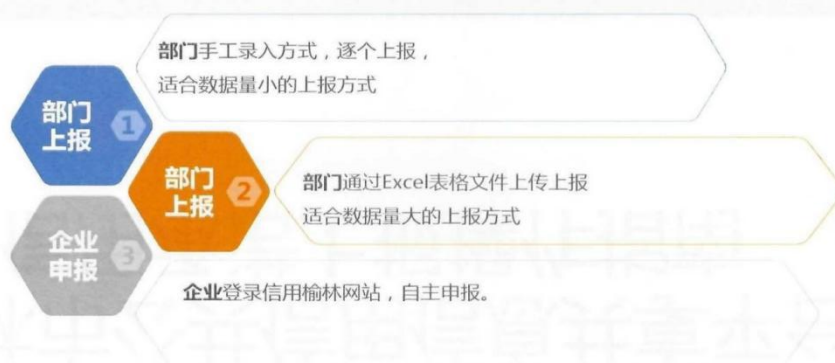 部门
上报
1
部门手工录入方式，逐个上报，
适合数据量小的上报方式
部门
上报
2
部门通过Excel表格文件上传上报
适合数据量大的上报方式
企业
申报
3
企业登录信用榆林网站，自主申报。